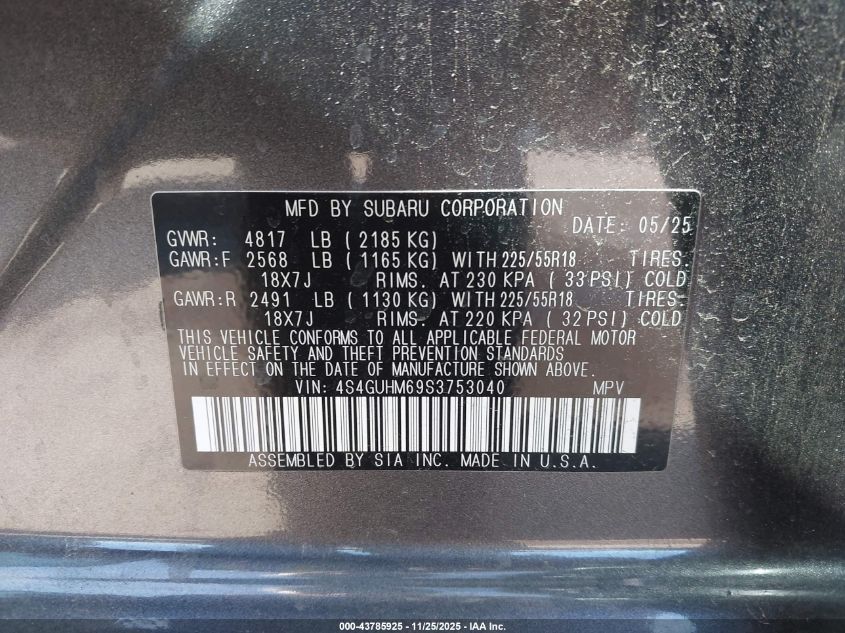 MFD BY SUBARU CORPORATION
DATE: 05/25
GVWR: 4817 LB ( 2185 KG)
GAWR:F 2568 LB ( 1165 KG) WITH 225/55R18 TIRES.
18X7J RIMS. AT 230 KPA ( 33 PSI) COLD
GAWR:R 2491 LB ( 1130 KG) WITH 225/55R18 TIRES.
18X7J RIMS. AT 220 KPA ( 32 PSI) COLD
THIS VEHICLE CONFORMS TO ALL APPLICABLE FEDERAL MOTOR
VEHICLE SAFETY AND THEFT PREVENTION STANDARDS
IN EFFECT ON THE DATE OF MANUFACTURE SHOWN ABOVE.
VIN: 4S4GUHM69S3753040 MPV
ASSEMBLED BY SIA INC. MADE IN U.S.A.
000-43785925 - 11/25/2025 - IAA Inc.